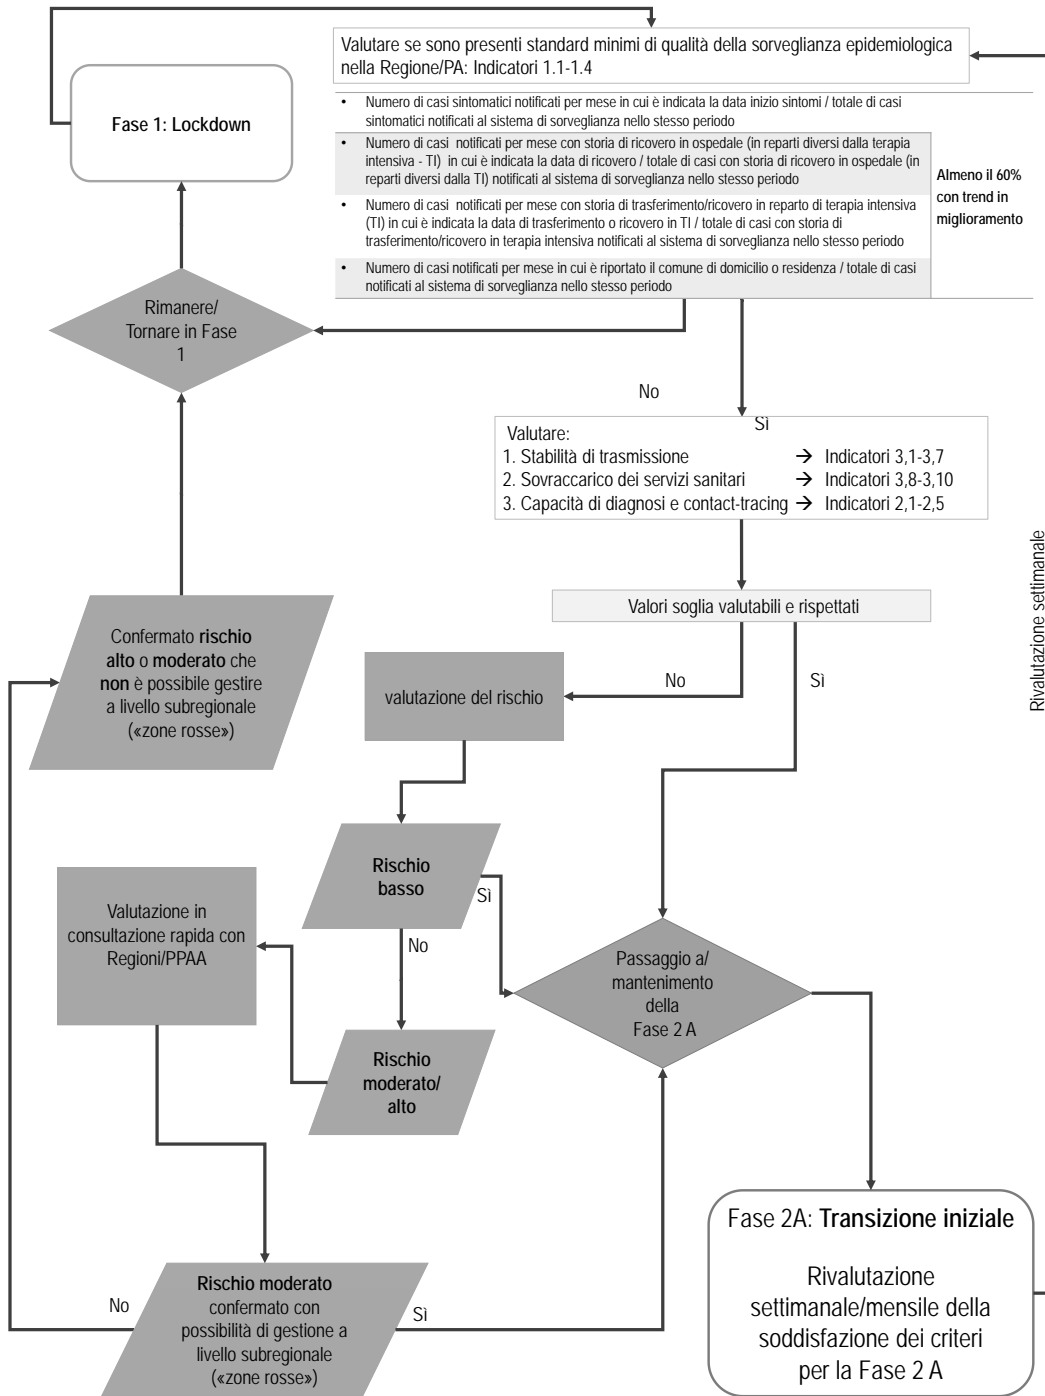 Valutare se sono presenti standard minimi di qualità della sorveglianza epidemiologica
nella Regione/PA: Indicatori 1.1-1.4
Fase 1: Lockdown
• Numero di casi sintomatici notificati per mese in cui è indicata la data inizio sintomi / totale di casi
sintomatici notificati al sistema di sorveglianza nello stesso periodo
• Numero di casi notificati per mese con storia di ricovero in ospedale (in reparti diversi dalla terapia
intensiva - TI) in cui è indicata la data di ricovero / totale di casi con storia di ricovero in ospedale (in
reparti diversi dalla TI) notificati al sistema di sorveglianza nello stesso periodo
• Numero di casi notificati per mese con storia di trasferimento/ricovero in reparto di terapia intensiva
(TI) in cui è indicata la data di trasferimento o ricovero in TI / totale di casi con storia di
trasferimento/ricovero in terapia intensiva notificati al sistema di sorveglianza nello stesso periodo
• Numero di casi notificati per mese in cui è riportato il comune di domicilio o residenza / totale di casi
notificati al sistema di sorveglianza nello stesso periodo
Almeno il 60%
con trend in
miglioramento
Rimanere/
Tornare in Fase
1
No
Sì
Valutare:
1. Stabilità di trasmissione → Indicatori 3,1-3,7
2. Sovraccarico dei servizi sanitari → Indicatori 3,8-3,10
3. Capacità di diagnosi e contact-tracing → Indicatori 2,1-2,5
Rivalutazione settimanale
Valori soglia valutabili e rispettati
Confermato rischio
alto o moderato che
non è possibile gestire
a livello subregionale
(«zone rosse»)
valutazione del rischio
No
Sì
Rischio
basso
Sì
No
Valutazione in
consultazione rapida con
Regioni/PPAA
Passaggio a/
mantenimento
della
Fase 2 A
Rischio
moderato/
alto
Rischio moderato
confermato con
possibilità di gestione a
livello subregionale
(«zone rosse»)
No
Sì
Fase 2A: Transizione iniziale
Rivalutazione
settimanale/mensile della
soddisfazione dei criteri
per la Fase 2 A